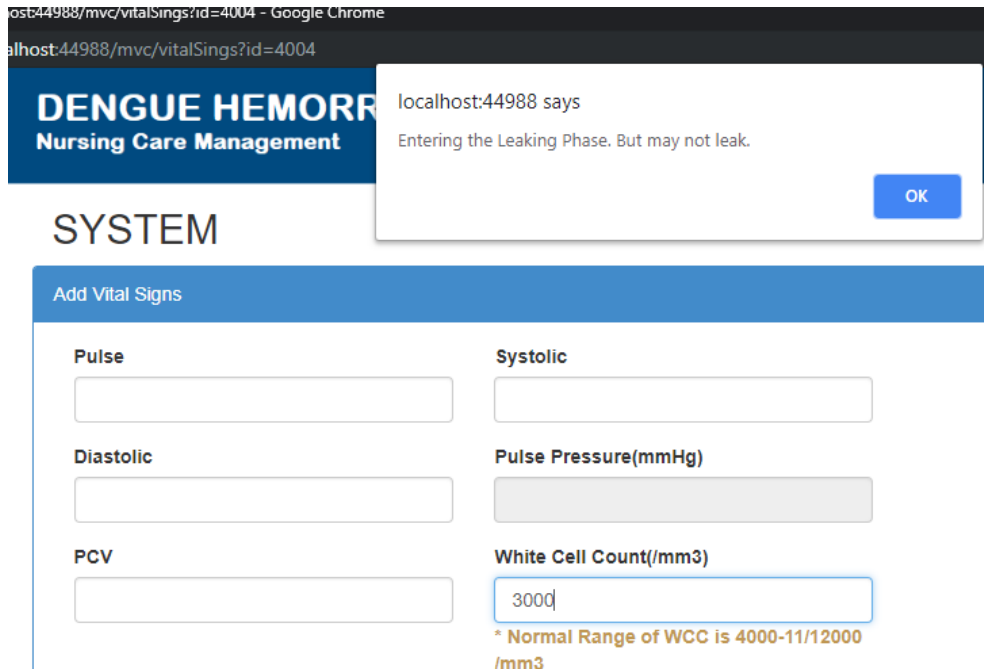 ost:44988/mvc/vitalSings?id=4004 - Google Chrome
alhost:44988/mvc/vitalSings?id=4004
DENGUE HEMORR
Nursing Care Management
localhost:44988 says
Entering the Leaking Phase. But may not leak.
OK
SYSTEM
Add Vital Signs
Pulse
Systolic
Diastolic
Pulse Pressure(mmHg)
PCV
White Cell Count(/mm3)
3000
* Normal Range of WCC is 4000-11/12000
/mm3